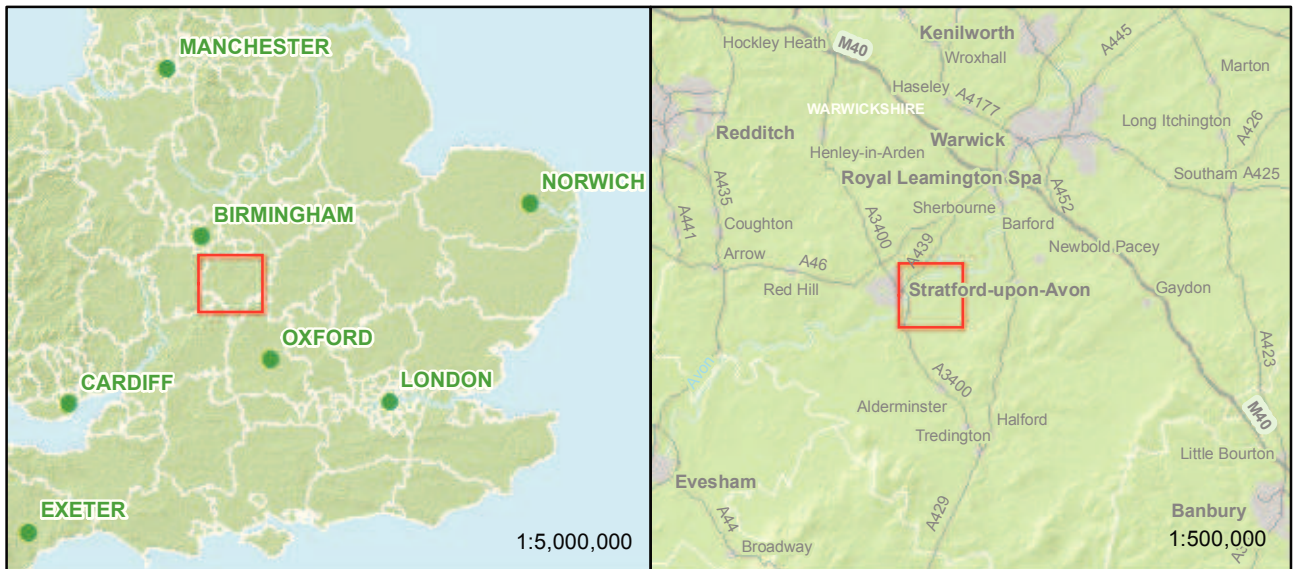 MANCHESTER
NORWICH
BIRMINGHAM
OXFORD
CARDIFF
LONDON
EXETER
1:5,000,000
Hockley Heath
M40
Kenilworth
Wroxhall
A445
Marton
Haseley
A4177
WARWICKSHIRE
Redditch
Warwick
Long Itchington
A426
Henley-in-Arden
Royal Leamington Spa
Southam
A425
A435
A452
A441
Coughton
Sherbourne
Barford
A3400
A439
Newbold Pacey
Arrow
A46
Red Hill
Stratford-upon-Avon
Gaydon
A423
Avon
A3400
Alderminster
Halford
M40
Tredington
Little Bourton
Evesham
A44
A429
Banbury
Broadway
1:500,000